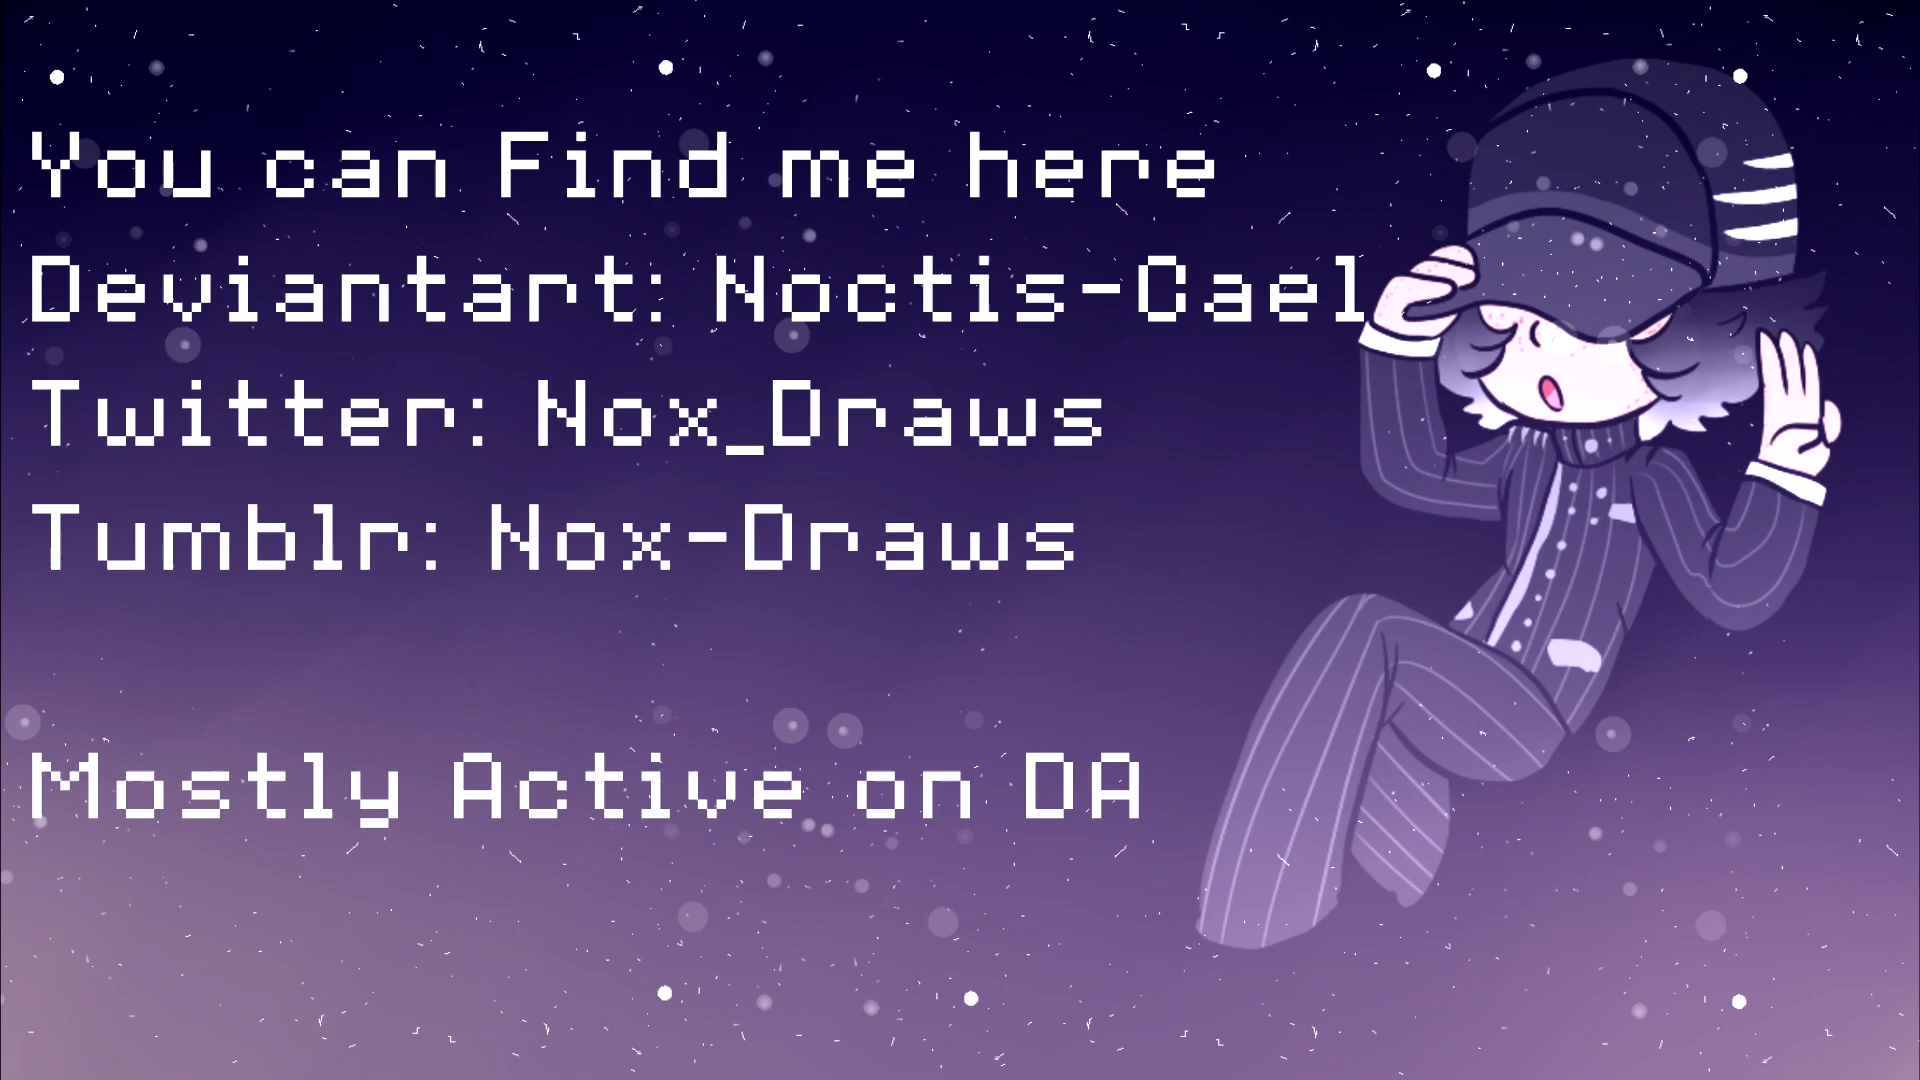 You can Find me here
Deviantart: Noctis-Cael
Twitter: Nox_Draws
Tumblr: Nox-Draws
Mostly Active on DA